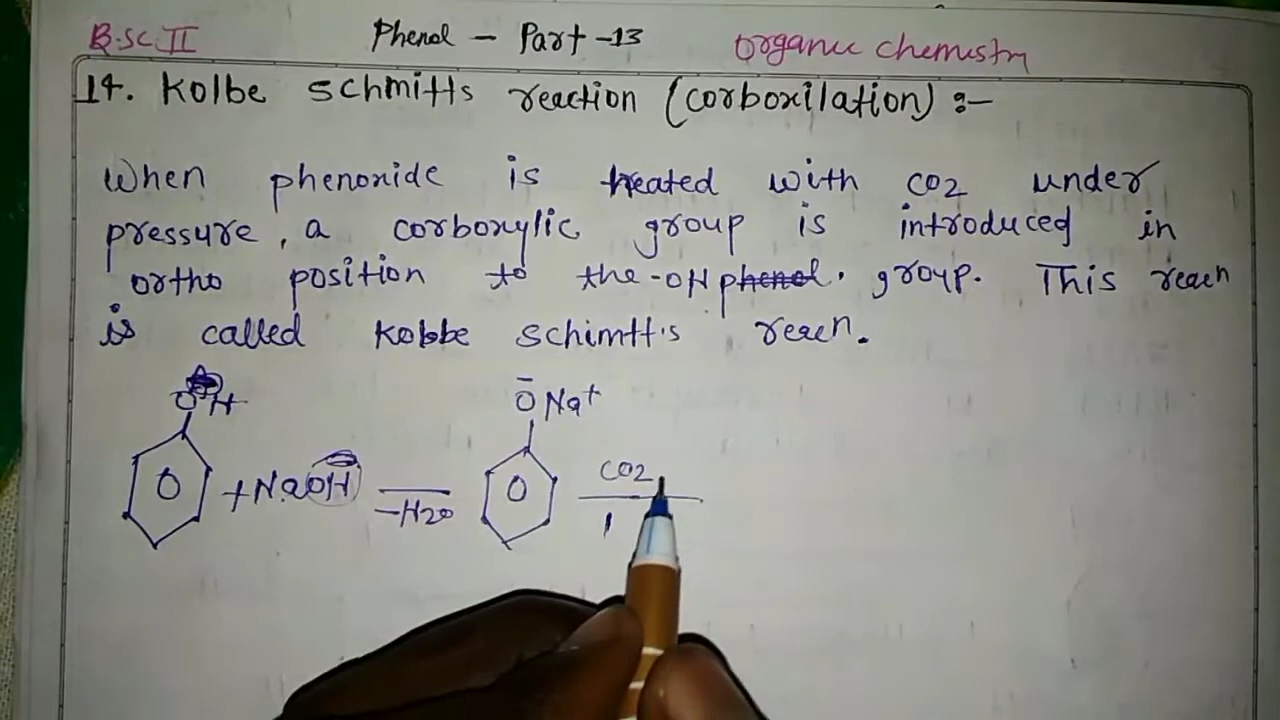 B.SC.II Phenol - Part-13 Organic chemistry
14. Kolbe schmitts reaction (corboxilation) :-
When phenoxide is treated with CO2 under
pressure, a corboxylic group is introduced in
ortho position to the -OH phenol. group. This reacn
is called Kolbe schimtt's reacn.
OH ŌNa+
+NaOH -H2O CO2